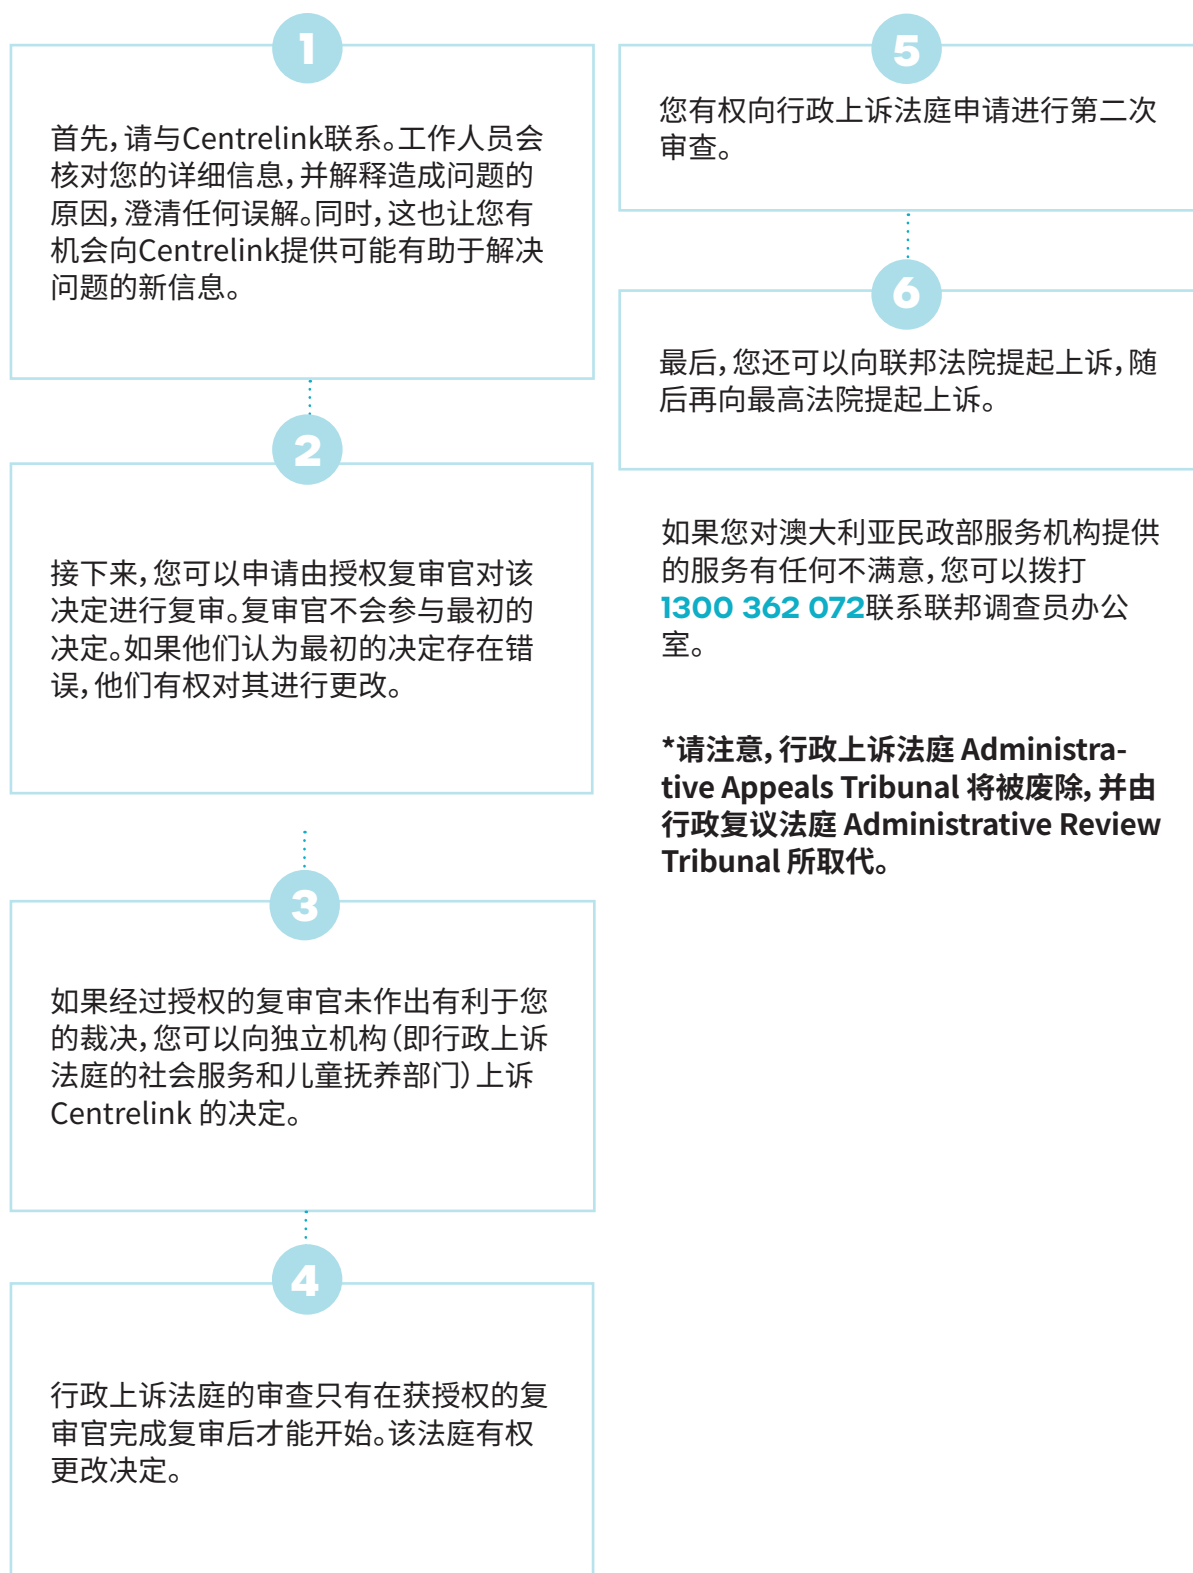 1
首先，请与Centrelink联系。工作人员会
核对您的详细信息，并解释造成问题的
原因，澄清任何误解。同时，这也让您有
机会向Centrelink提供可能有助于解决
问题的新信息。
2
接下来，您可以申请由授权复审官对该
决定进行复审。复审官不会参与最初的
决定。如果他们认为最初的决定存在错
误，他们有权对其进行更改。
3
如果经过授权的复审官未作出有利于您
的裁决，您可以向独立机构（即行政上诉
法庭的社会服务和儿童抚养部门）上诉
Centrelink 的决定。
4
行政上诉法庭的审查只有在获授权的复
审官完成复审后才能开始。该法庭有权
更改决定。
5
您有权向行政上诉法庭申请进行第二次
审查。
6
最后，您还可以向联邦法院提起上诉，随
后再向最高法院提起上诉。
如果您对澳大利亚民政部服务机构提供
的服务有任何不满意，您可以拨打
1300 362 072联系联邦调查员办公
室。
*请注意，行政上诉法庭 Administra-
tive Appeals Tribunal 将被废除，并由
行政复议法庭 Administrative Review
Tribunal 所取代。